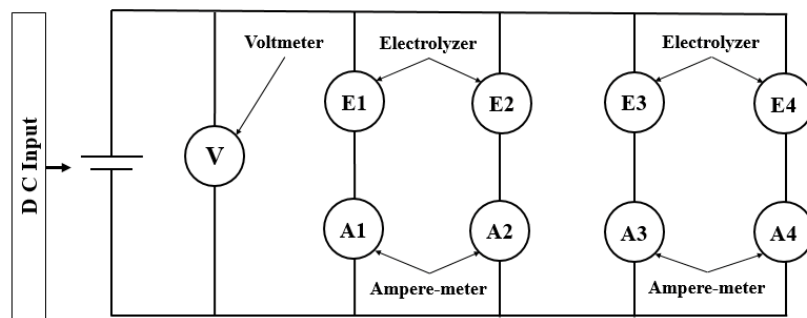 Voltmeter
Electrolyzer
Electrolyzer
E1
E2
E3
E4
V
D C Input
A1
A2
A3
A4
Ampere-meter
Ampere-meter